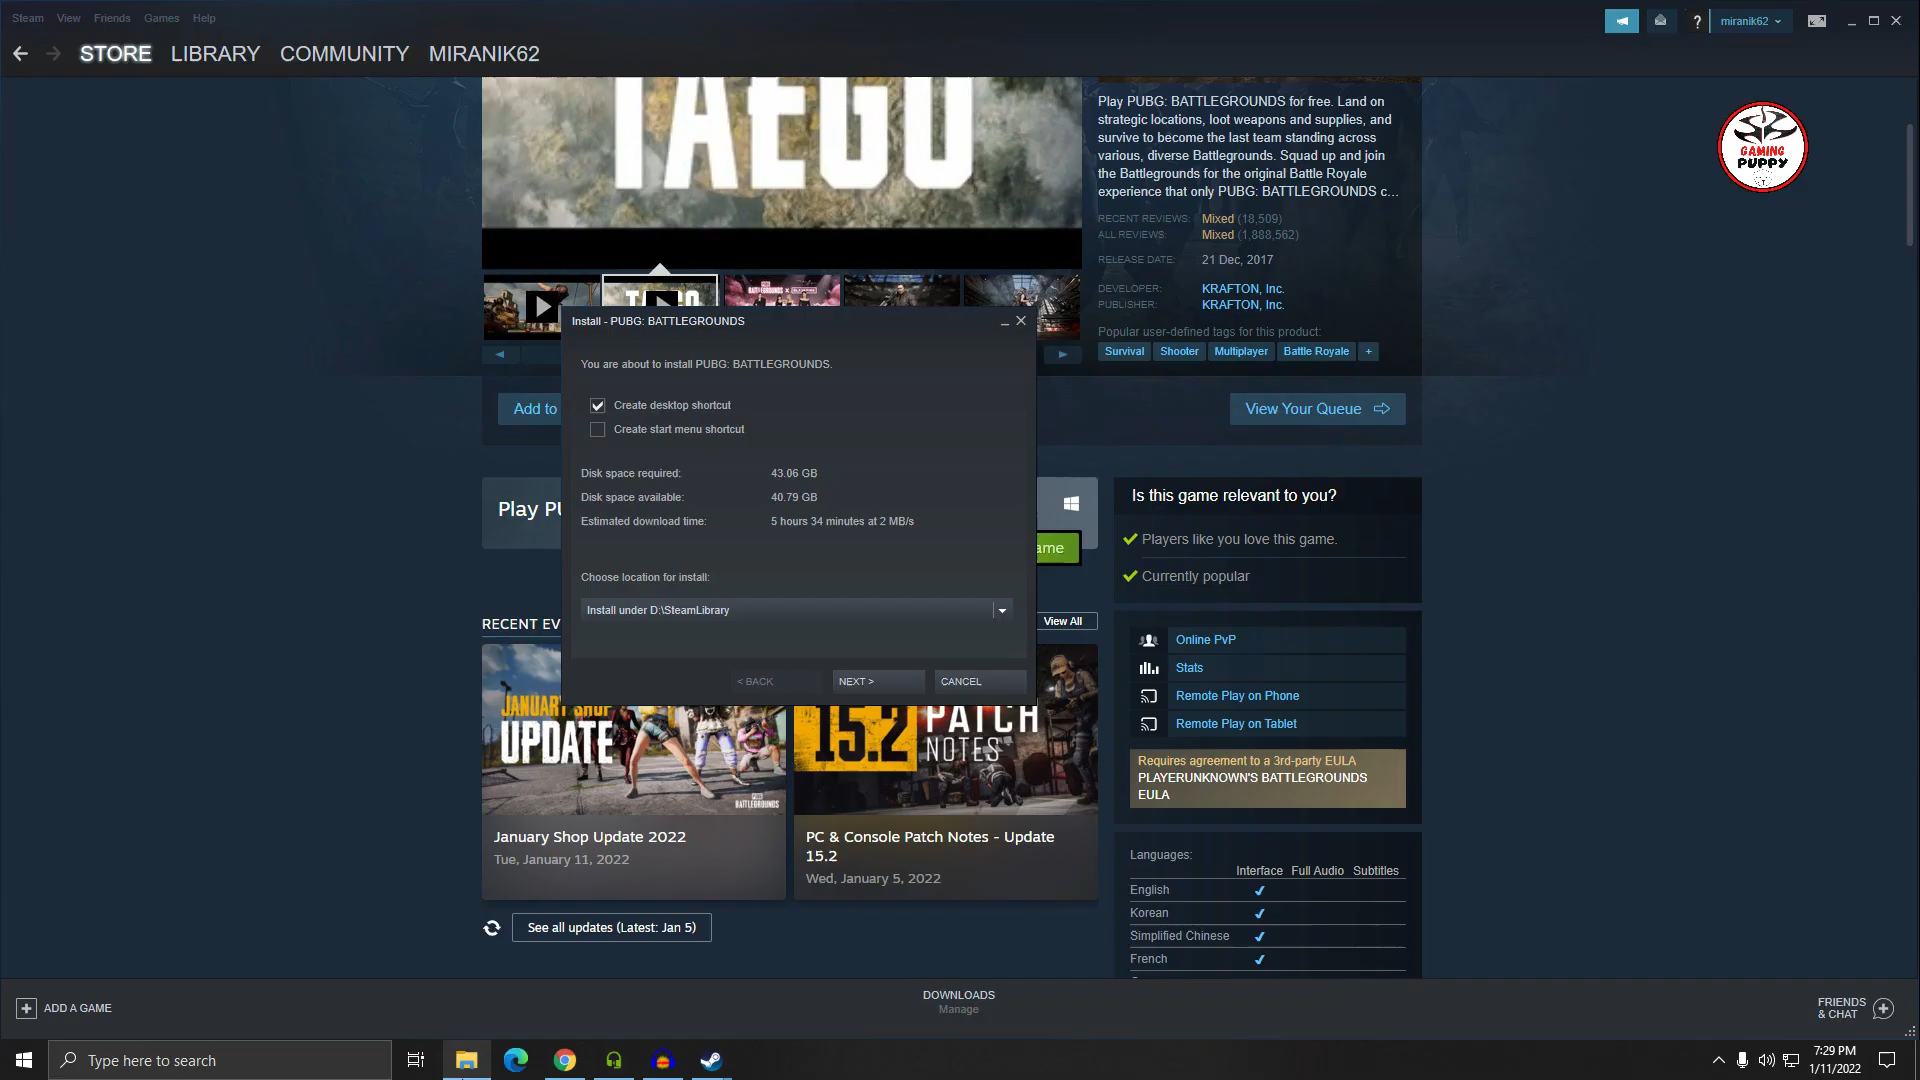 Steam View Friends Games Help
miranik62
STORE LIBRARY COMMUNITY MIRANIK62
TAEGO
Play PUBG: BATTLEGROUNDS for free. Land on
strategic locations, loot weapons and supplies, and
survive to become the last team standing across
various, diverse Battlegrounds. Squad up and join
the Battlegrounds for the original Battle Royale
experience that only PUBG: BATTLEGROUNDS c...
RECENT REVIEWS: Mixed (18,509)
ALL REVIEWS: Mixed (1,888,562)
RELEASE DATE: 21 Dec, 2017
DEVELOPER: KRAFTON, Inc.
PUBLISHER: KRAFTON, Inc.
Popular user-defined tags for this product:
Survival Shooter Multiplayer Battle Royale +
GAMING
PUPPY
Install - PUBG: BATTLEGROUNDS
You are about to install PUBG: BATTLEGROUNDS.
Create desktop shortcut
Create start menu shortcut
Disk space required: 43.06 GB
Disk space available: 40.79 GB
Estimated download time: 5 hours 34 minutes at 2 MB/s
Choose location for install:
Install under D:\SteamLibrary
< BACK NEXT > CANCEL
Add to
View Your Queue
Play PU
ame
Is this game relevant to you?
Players like you love this game.
Currently popular
RECENT EV
View All
Online PvP
Stats
Remote Play on Phone
Remote Play on Tablet
Requires agreement to a 3rd-party EULA
PLAYERUNKNOWN'S BATTLEGROUNDS
EULA
JANUARY SHOP
UPDATE
BATTLEGROUNDS
January Shop Update 2022
Tue, January 11, 2022
15.2 PATCH
NOTES
PC & Console Patch Notes - Update
15.2
Wed, January 5, 2022
See all updates (Latest: Jan 5)
Languages:
Interface Full Audio Subtitles
English
Korean
Simplified Chinese
French
ADD A GAME
DOWNLOADS
Manage
FRIENDS
& CHAT
Type here to search
7:29 PM
1/11/2022